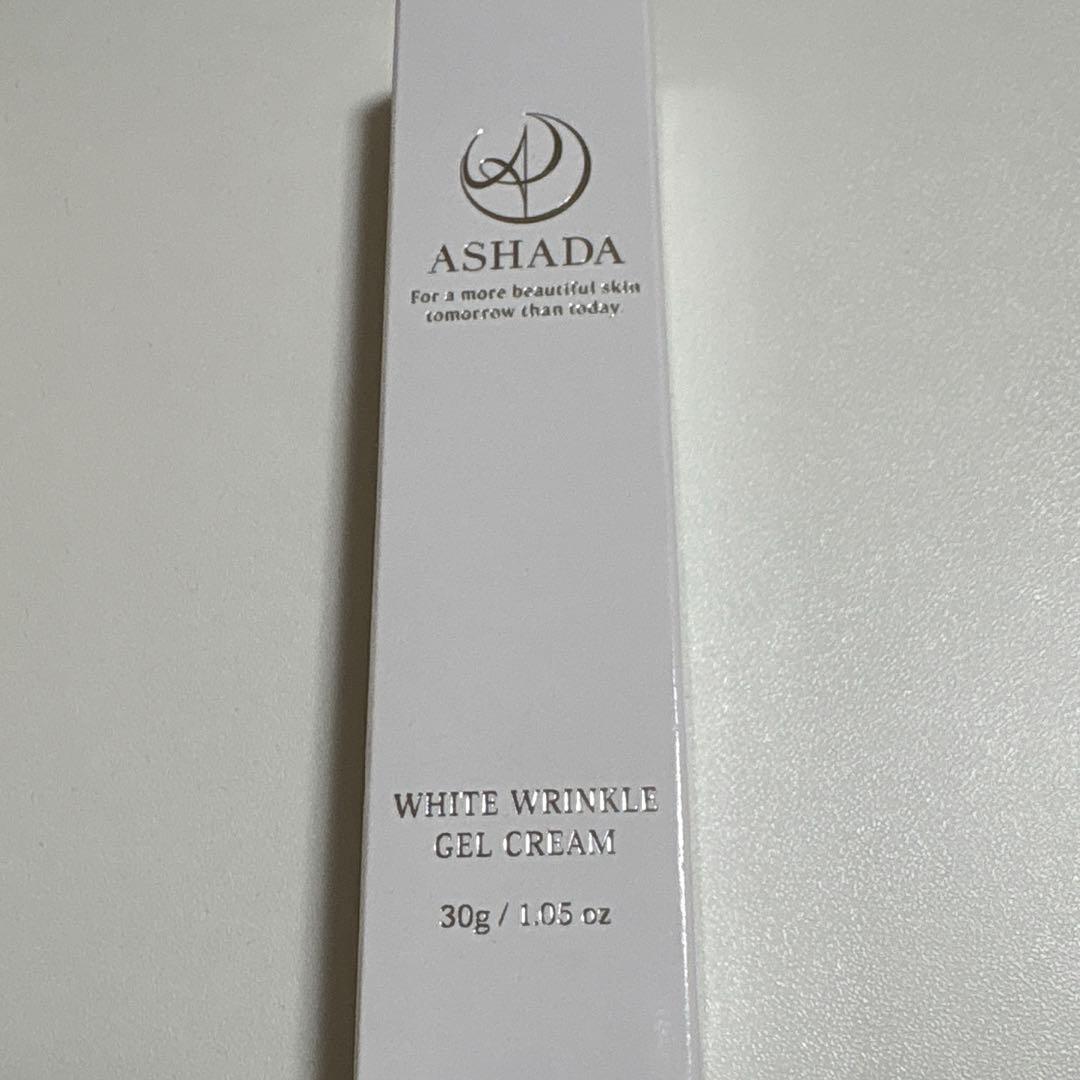 ASHADA
For a more beautiful skin
tomorrow than today
WHITE WRINKLE
GEL CREAM
30g / 1.05 oz